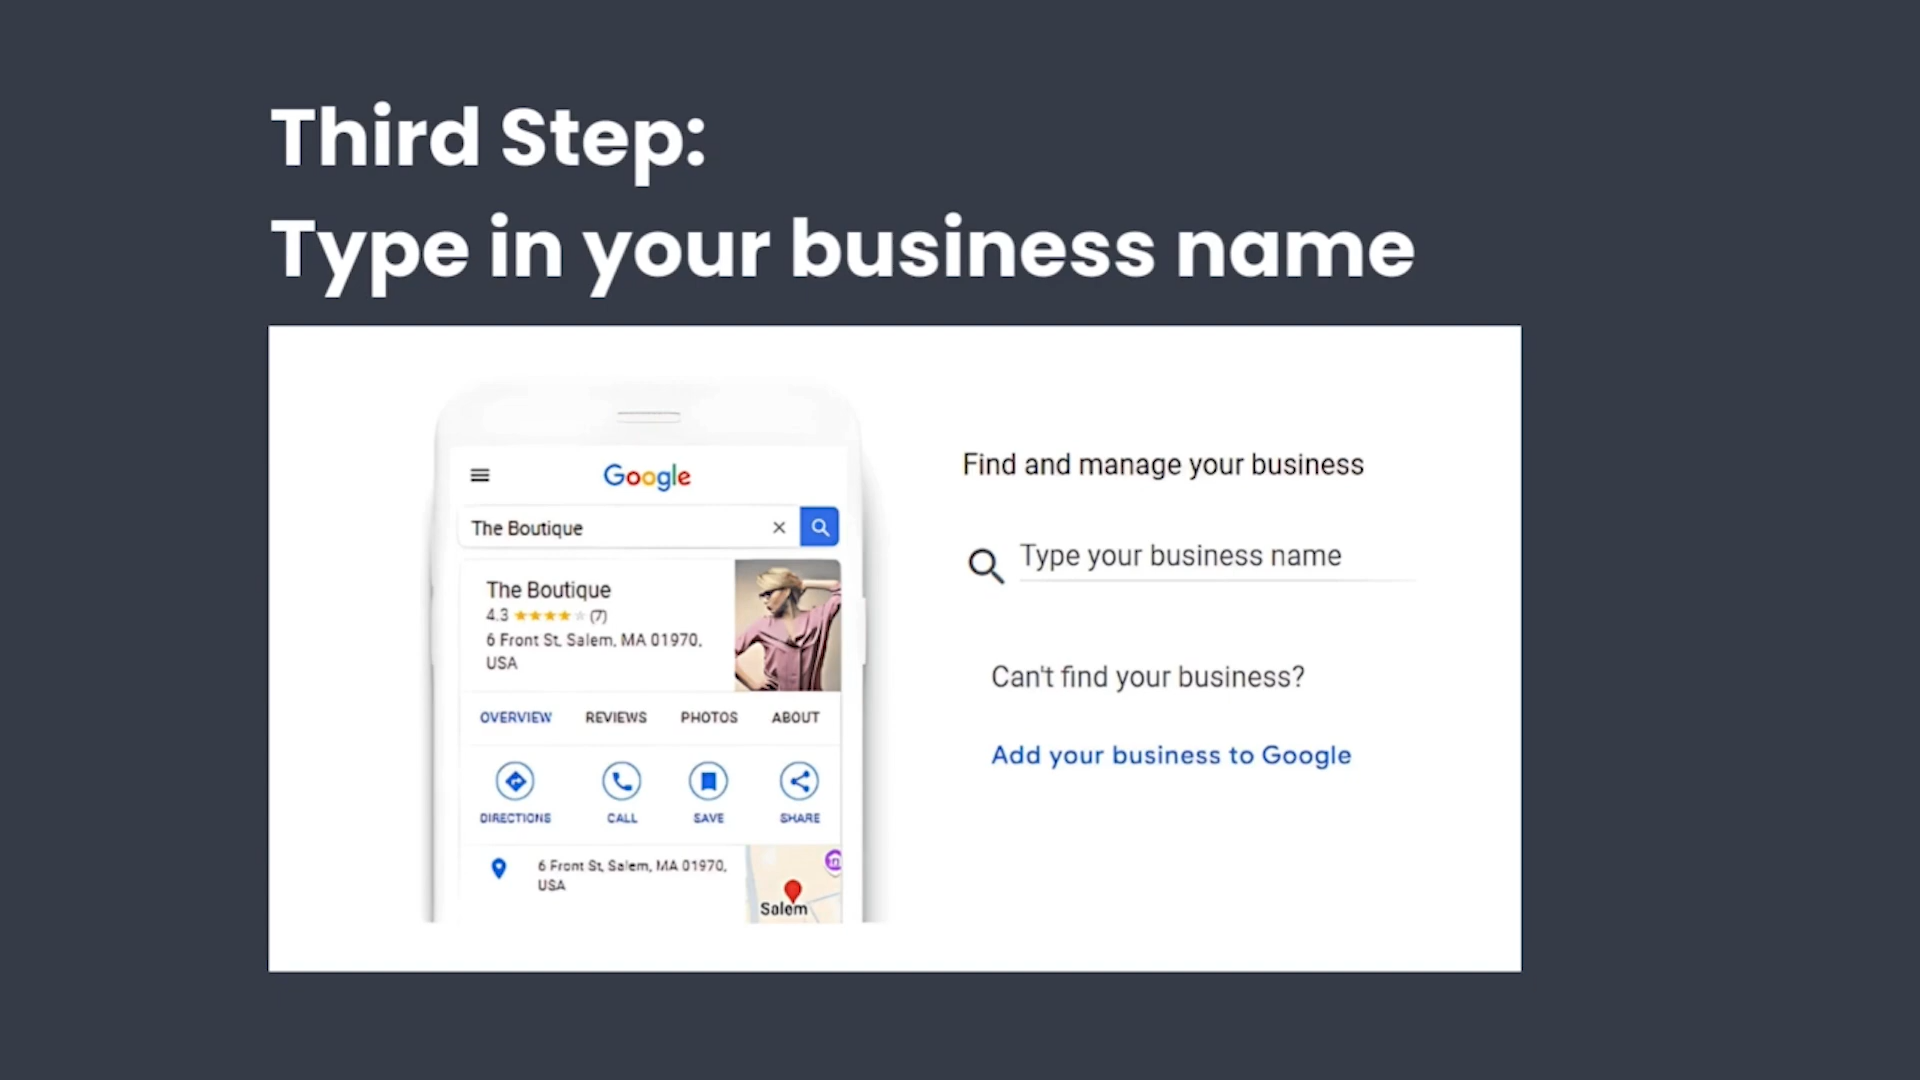 Third Step:
Type in your business name
Google
The Boutique
The Boutique
4.3 (7)
6 Front St, Salem, MA 01970,
USA
OVERVIEW REVIEWS PHOTOS ABOUT
DIRECTIONS CALL SAVE SHARE
6 Front St, Salem, MA 01970,
USA
Salem
Find and manage your business
Type your business name
Can't find your business?
Add your business to Google